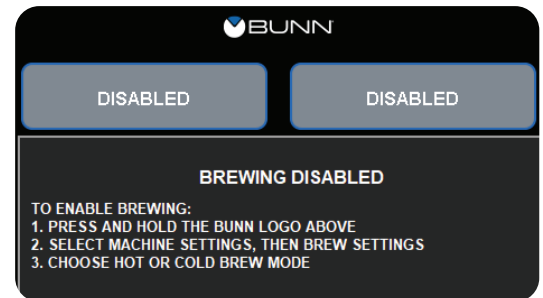 BUNN
DISABLED DISABLED
BREWING DISABLED
TO ENABLE BREWING:
1. PRESS AND HOLD THE BUNN LOGO ABOVE
2. SELECT MACHINE SETTINGS, THEN BREW SETTINGS
3. CHOOSE HOT OR COLD BREW MODE